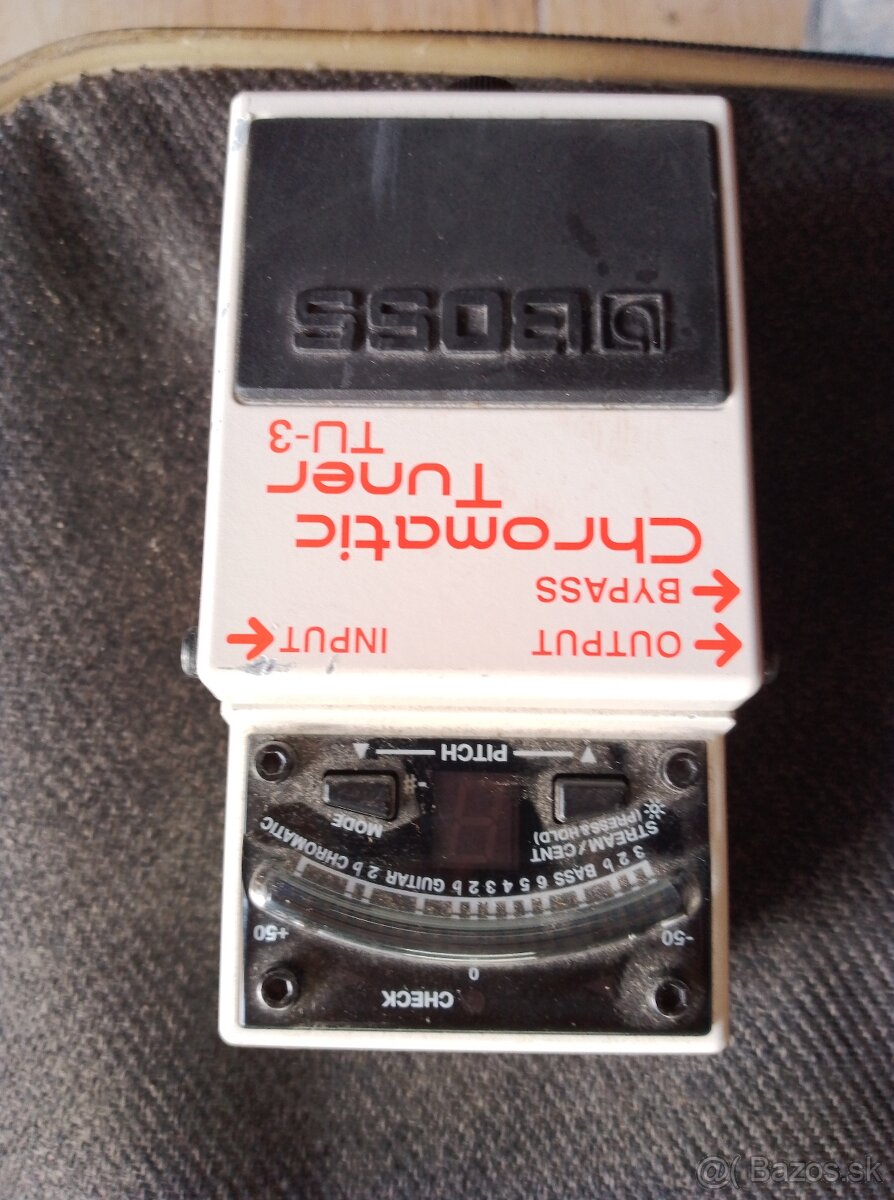 CHECK
0
-50 +50
3 2 b BASS 6 5 4 3 2 b GUITAR 2 b CHROMATIC
STREAM/CENT
(PRESS & HOLD)
MODE
#
PITCH
OUTPUT INPUT
BYPASS
Chromatic
Tuner
TU-3
BOSS
@( Bazos.sk